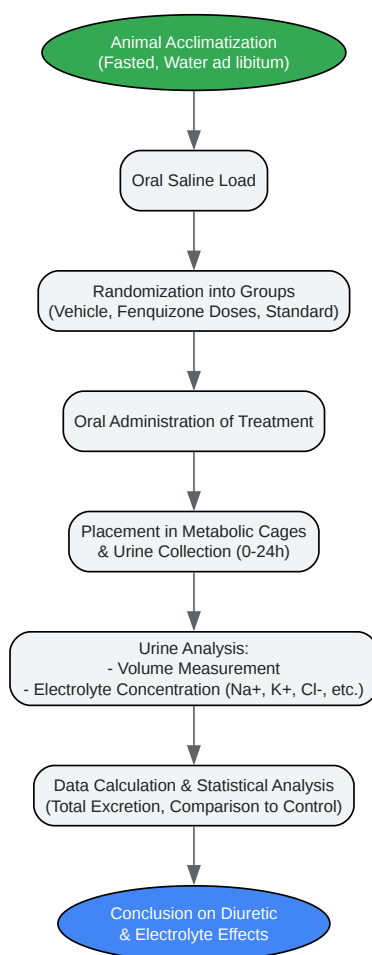 Animal Acclimatization
(Fasted, Water ad libitum)
Oral Saline Load
Randomization into Groups
(Vehicle, Fenquizone Doses, Standard)
Oral Administration of Treatment
Placement in Metabolic Cages
& Urine Collection (0-24h)
Urine Analysis:
- Volume Measurement
- Electrolyte Concentration (Na+, K+, Cl-, etc.)
Data Calculation & Statistical Analysis
(Total Excretion, Comparison to Control)
Conclusion on Diuretic
& Electrolyte Effects